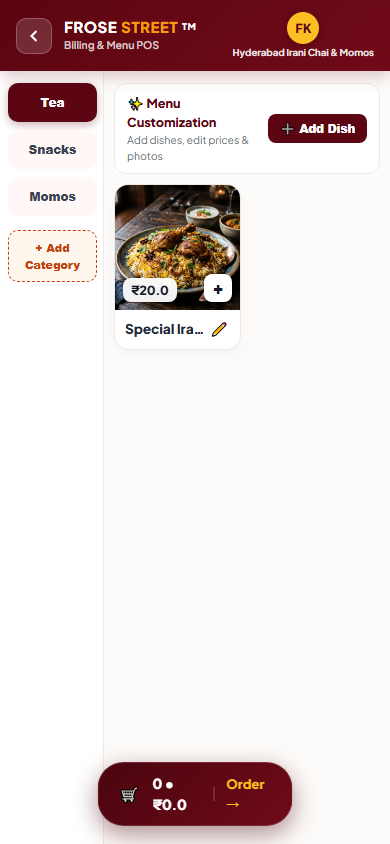 FROSE STREET ™
Billing & Menu POS
FK
Hyderabad Irani Chai & Momos
Tea
Snacks
Momos
+ Add
Category
✨ Menu
Customization
Add dishes, edit prices &
photos
➕ Add Dish
₹20.0
+
Special Ira...
0 •
₹0.0
|
Order
→